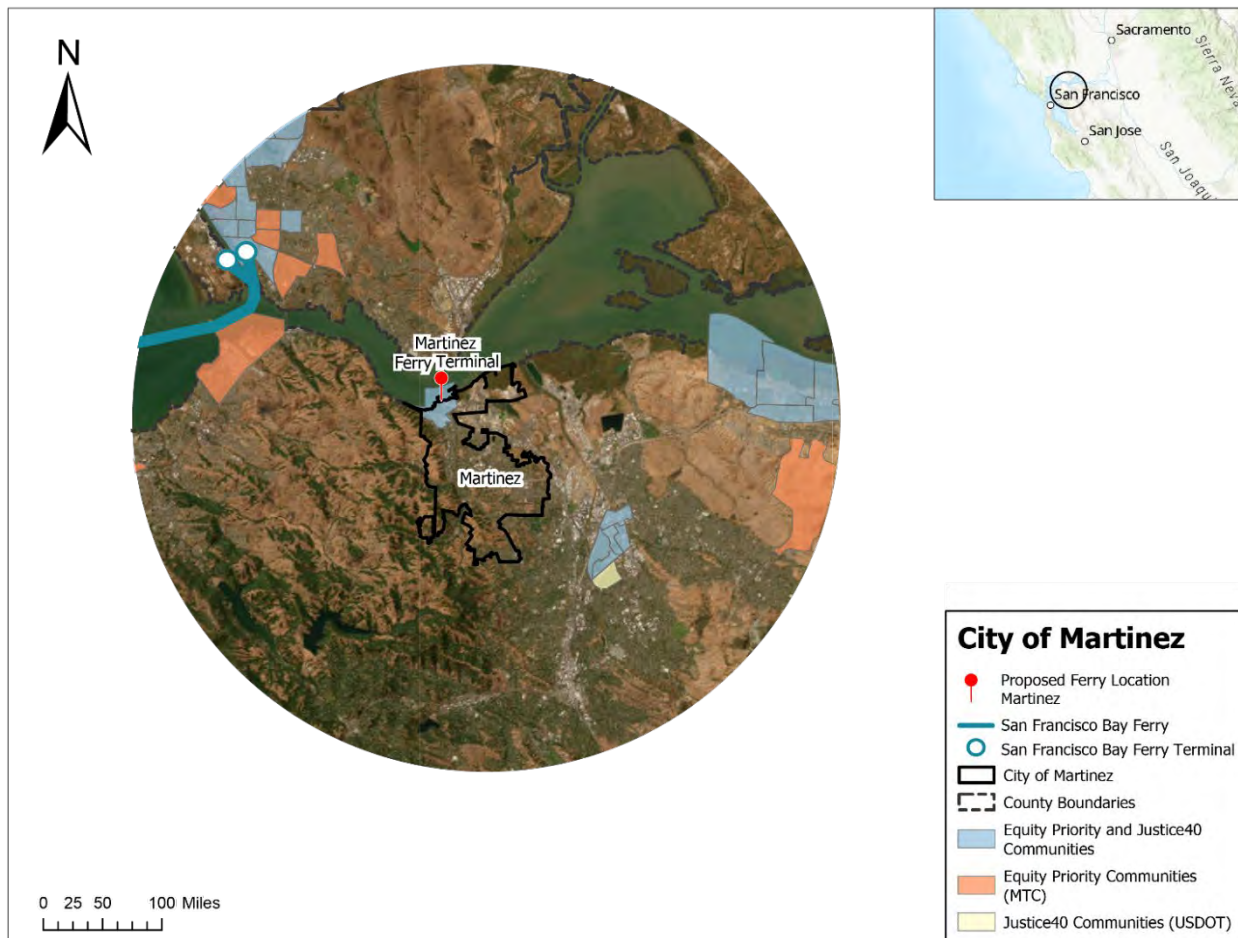 N
Sacramento
Sierra Neva
San Francisco
San Jose
San Joaqu
Martinez
Ferry Terminal
Martinez
City of Martinez
Proposed Ferry Location
Martinez
San Francisco Bay Ferry
San Francisco Bay Ferry Terminal
City of Martinez
County Boundaries
Equity Priority and Justice40
Communities
Equity Priority Communities
(MTC)
Justice40 Communities (USDOT)
0 25 50 100 Miles